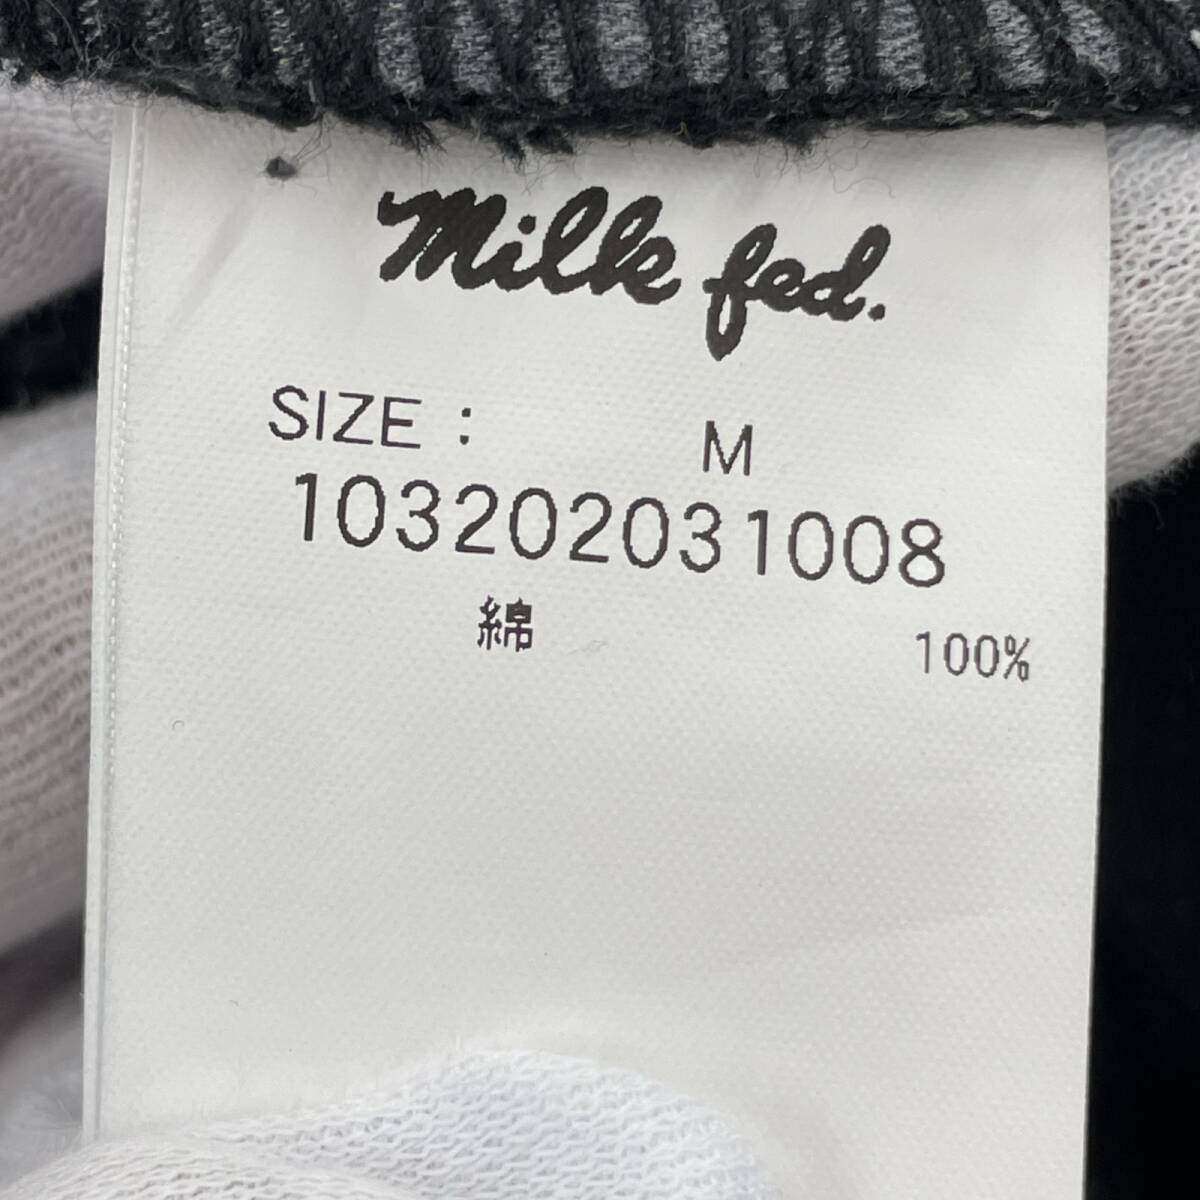 Milk fed.
SIZE : M
103202031008
綿 100%